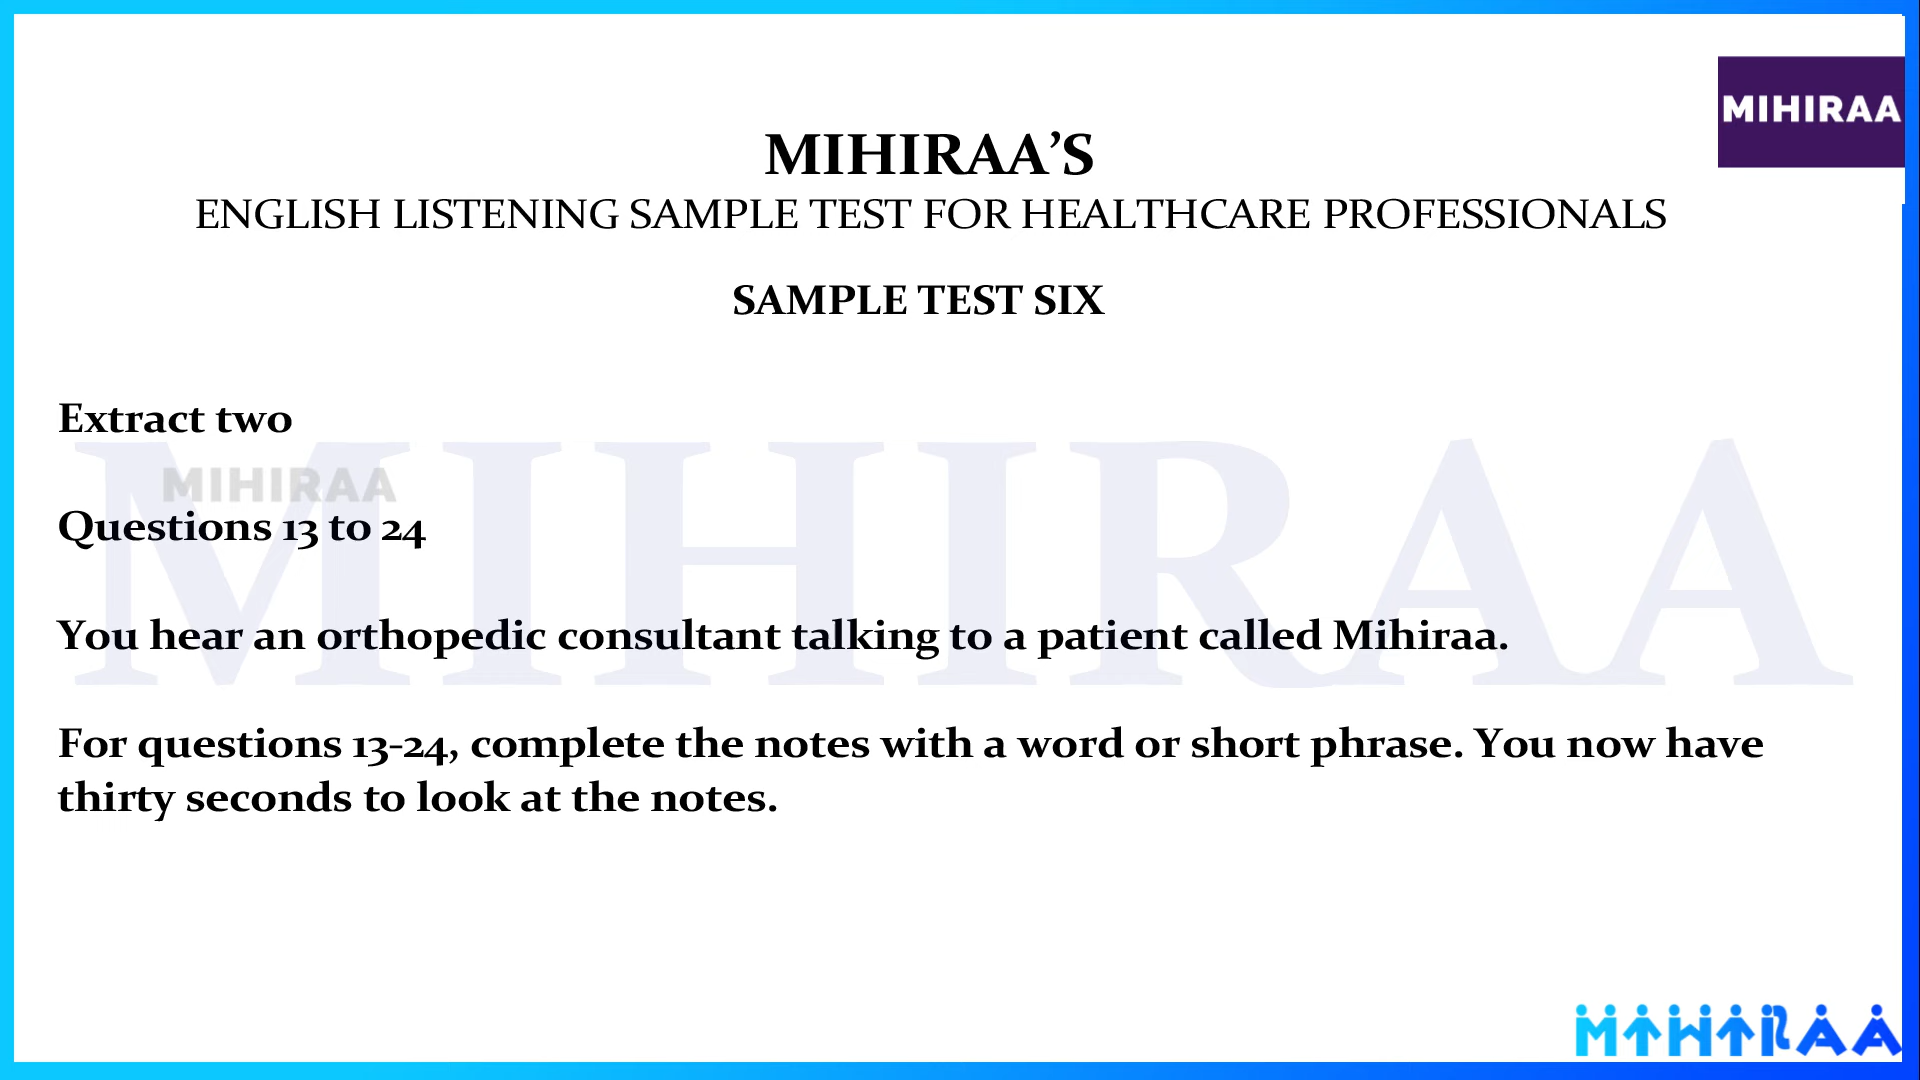 MIHIRAA
MIHIRAA'S
ENGLISH LISTENING SAMPLE TEST FOR HEALTHCARE PROFESSIONALS
SAMPLE TEST SIX
Extract two
MIHIRAA
MIHIRAA
Questions 13 to 24
You hear an orthopedic consultant talking to a patient called Mihiraa.
For questions 13-24, complete the notes with a word or short phrase. You now have
thirty seconds to look at the notes.
MIHIRAA